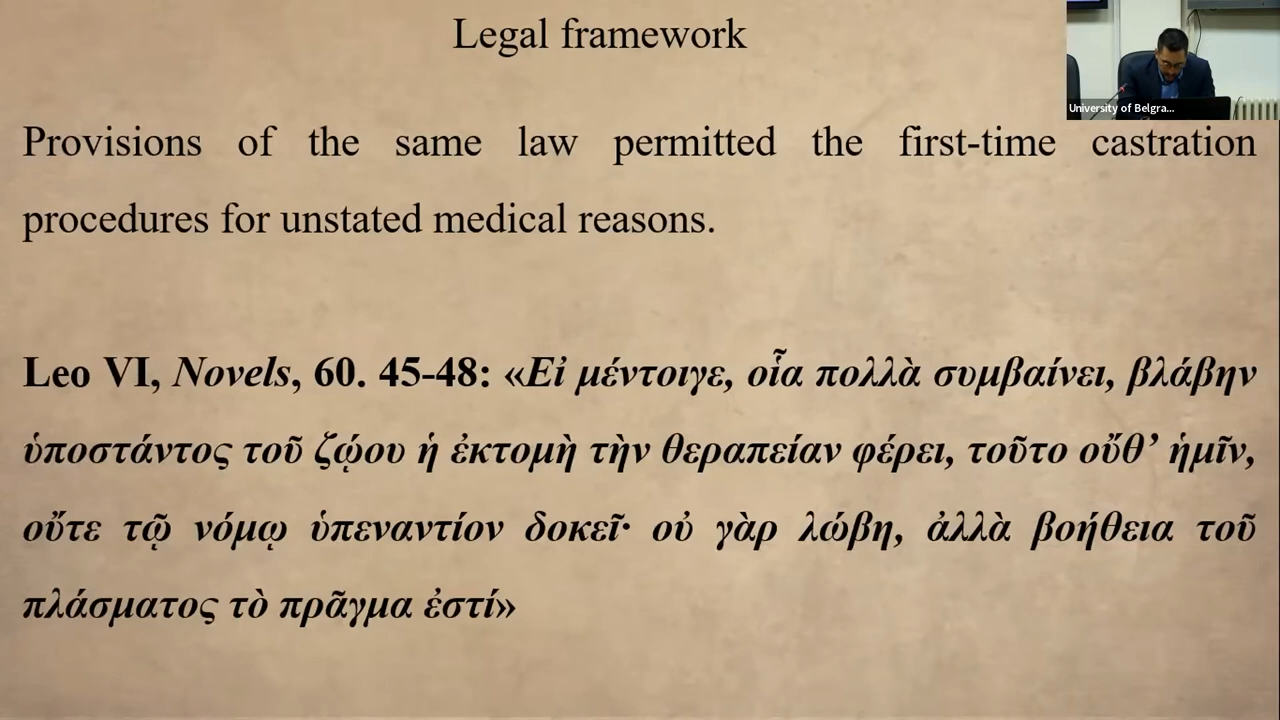 Legal framework
University of Belgra...
Provisions of the same law permitted the first-time castration
procedures for unstated medical reasons.
Leo VI, Novels, 60. 45-48: «Εἰ μέντοιγε, οἷα πολλὰ συμβαίνει, βλάβην
ὑποστάντος τοῦ ζῴου ἡ ἐκτομὴ τὴν θεραπείαν φέρει, τοῦτο οὔθ’ ἡμῖν,
οὔτε τῷ νόμῳ ὑπεναντίον δοκεῖ· οὐ γὰρ λώβη, ἀλλὰ βοήθεια τοῦ
πλάσματος τὸ πρᾶγμα ἐστί»